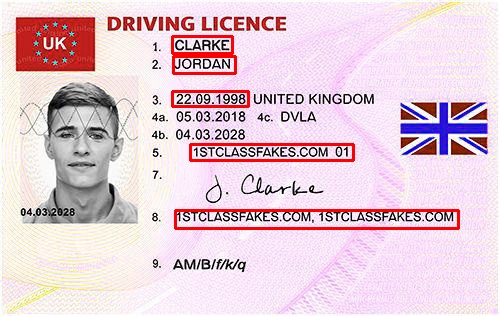 DRIVING LICENCE
UK
1. CLARKE
2. JORDAN
3. 22.09.1998 UNITED KINGDOM
4a. 05.03.2018 4c. DVLA
4b. 04.03.2028
5. 1STCLASSFAKES.COM 01
7. J. Clarke
04.03.2028
8. 1STCLASSFAKES.COM, 1STCLASSFAKES.COM
9. AM/B/f/k/q